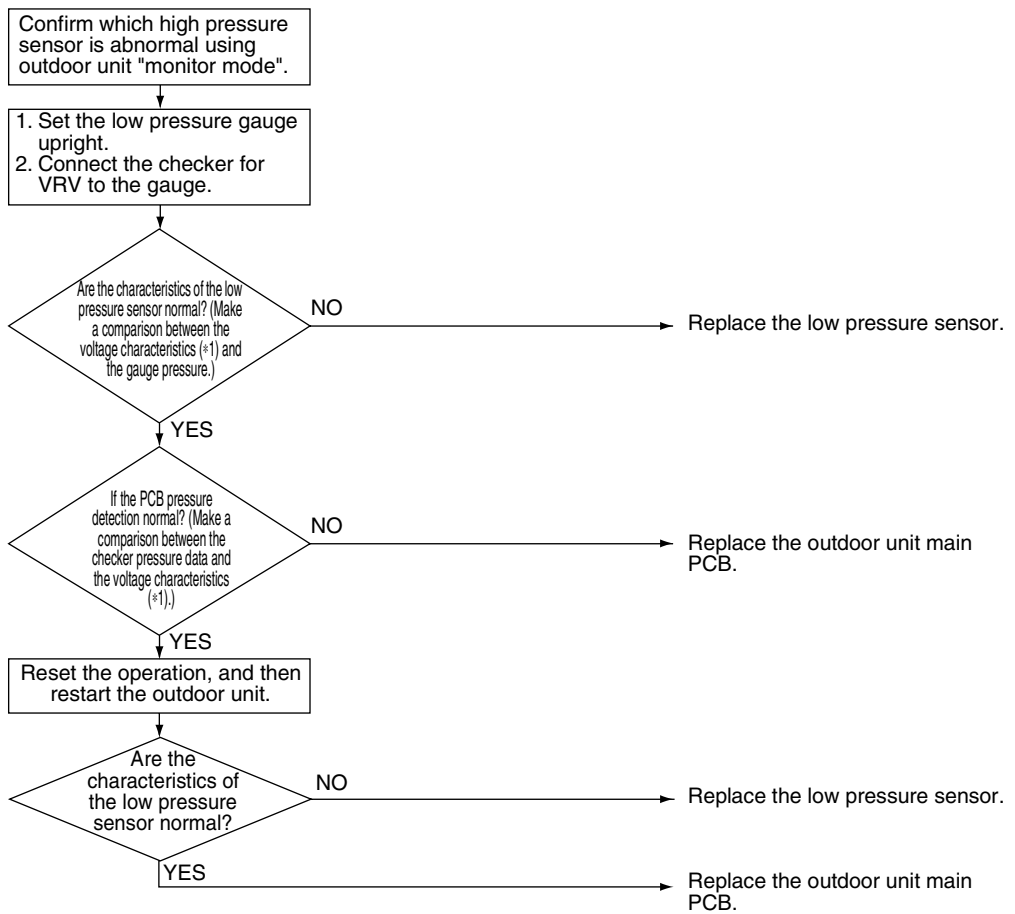 Confirm which high pressure
sensor is abnormal using
outdoor unit "monitor mode".
1. Set the low pressure gauge
upright.
2. Connect the checker for
VRV to the gauge.
Are the characteristics of the low
pressure sensor normal? (Make
a comparison between the
voltage characteristics (*1) and
the gauge pressure.)
NO
Replace the low pressure sensor.
YES
If the PCB pressure
detection normal? (Make a
comparison between the
checker pressure data and
the voltage characteristics
(*1).)
NO
Replace the outdoor unit main
PCB.
YES
Reset the operation, and then
restart the outdoor unit.
Are the
characteristics of
the low pressure
sensor normal?
NO
Replace the low pressure sensor.
YES
Replace the outdoor unit main
PCB.